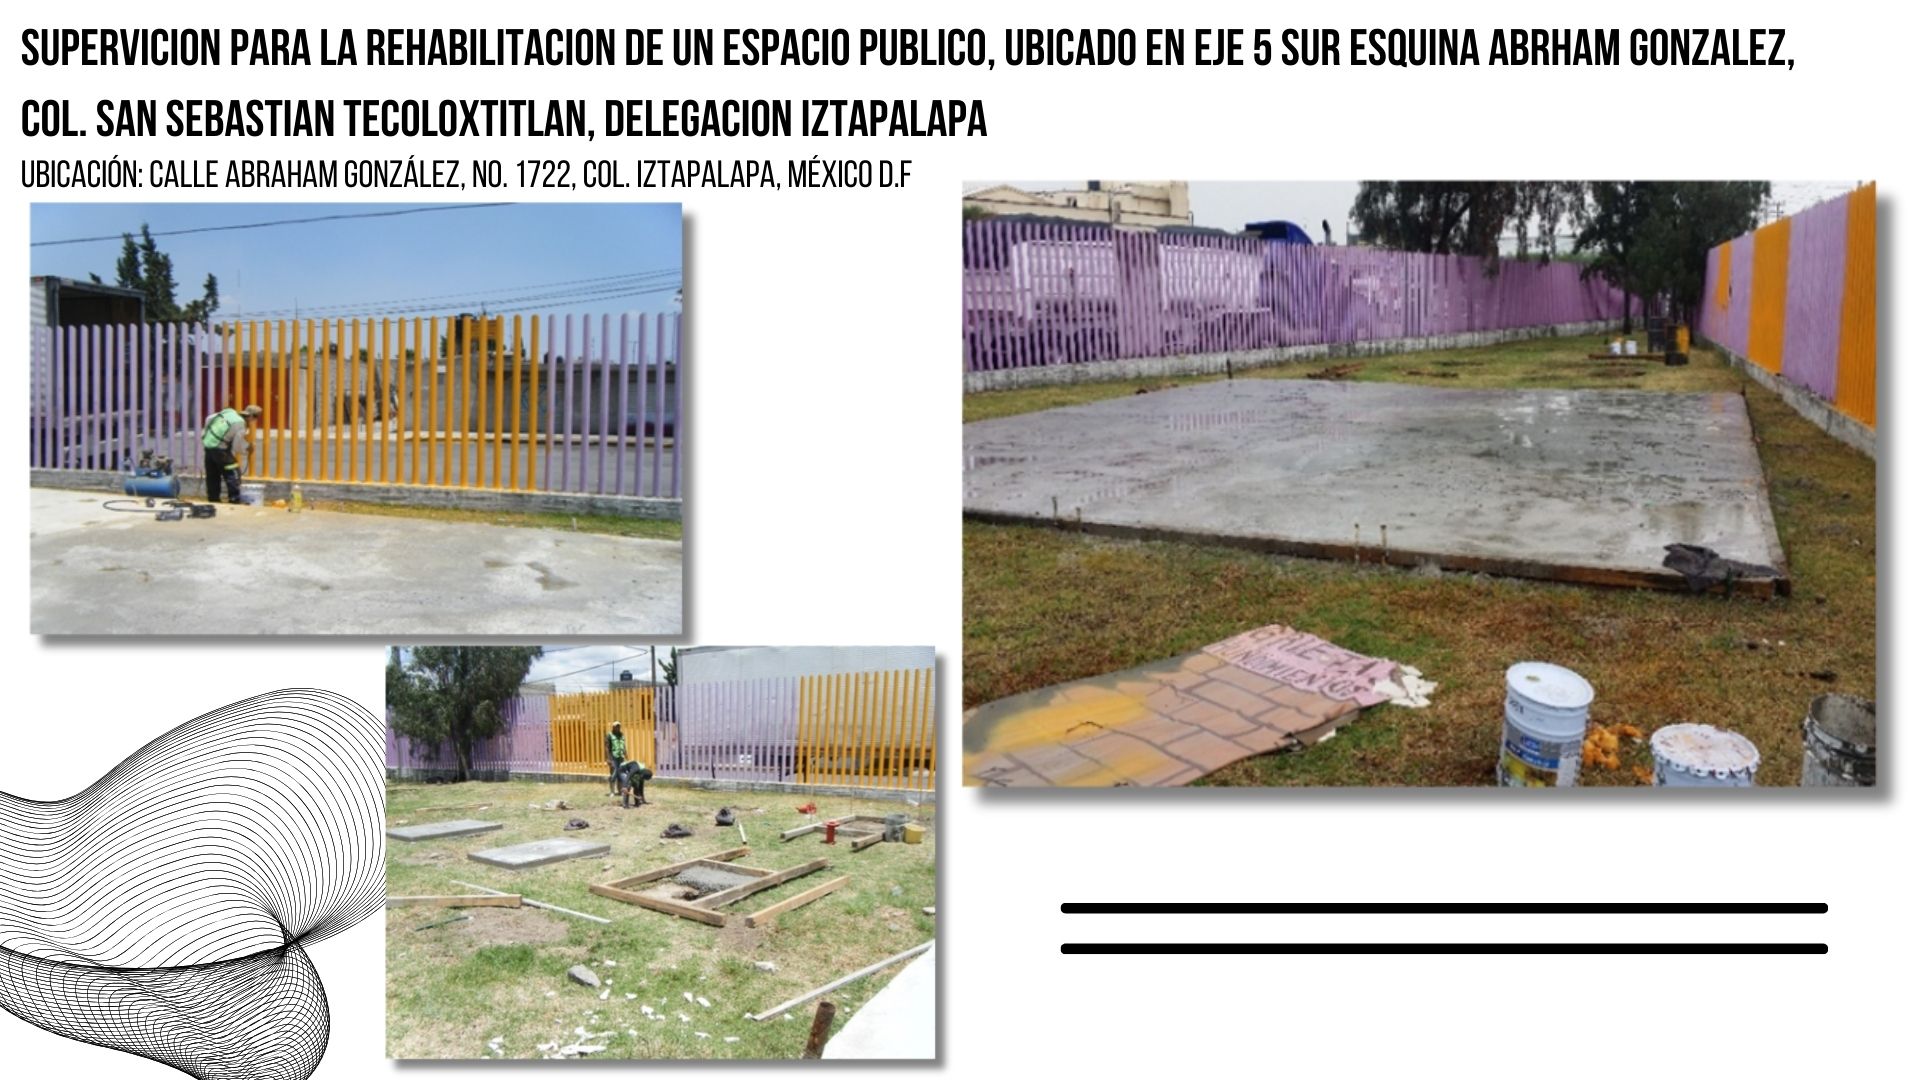 SUPERVICION PARA LA REHABILITACION DE UN ESPACIO PUBLICO, UBICADO EN EJE 5 SUR ESQUINA ABRHAM GONZALEZ,
COL. SAN SEBASTIAN TECOLOXTITLAN, DELEGACION IZTAPALAPA
UBICACIÓN: CALLE ABRAHAM GONZÁLEZ, NO. 1722, COL. IZTAPALAPA, MÉXICO D.F